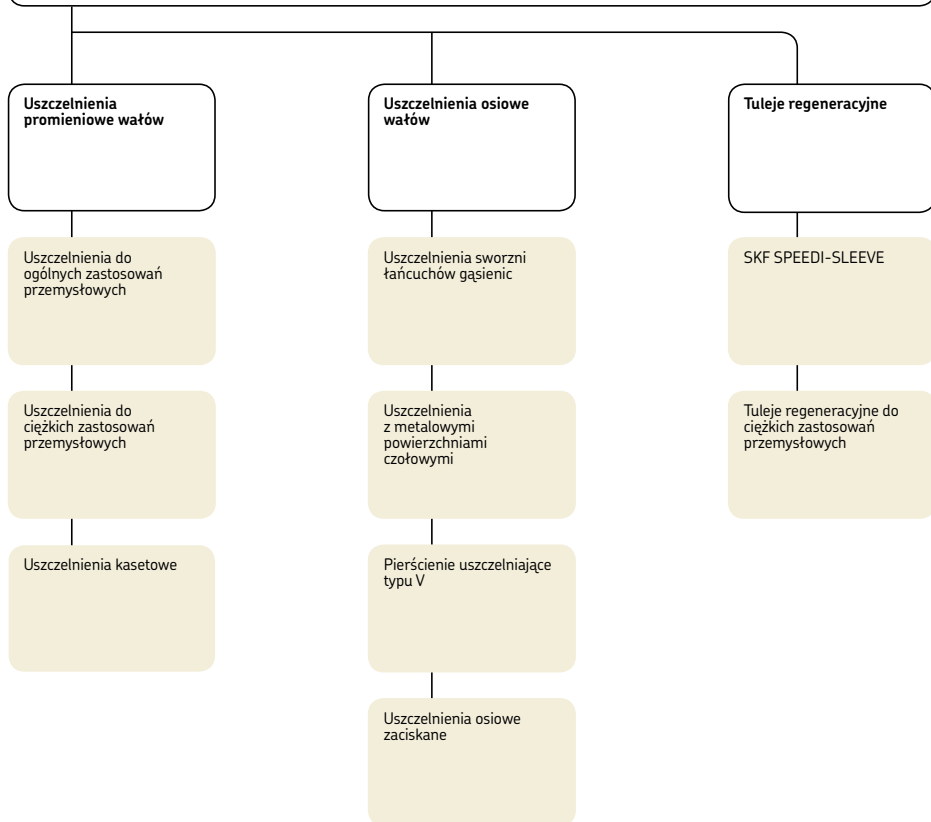 Uszczelnienia
promieniowe wałów
Uszczelnienia do
ogólnych zastosowań
przemysłowych
Uszczelnienia do
ciężkich zastosowań
przemysłowych
Uszczelnienia kasetowe
Uszczelnienia osiowe
wałów
Uszczelnienia sworzni
łańcuchów gąsienic
Uszczelnienia
z metalowymi
powierzchniami
czołowymi
Pierścienie uszczelniające
typu V
Uszczelnienia osiowe
zaciskane
Tuleje regeneracyjne
SKF SPEEDI-SLEEVE
Tuleje regeneracyjne do
ciężkich zastosowań
przemysłowych